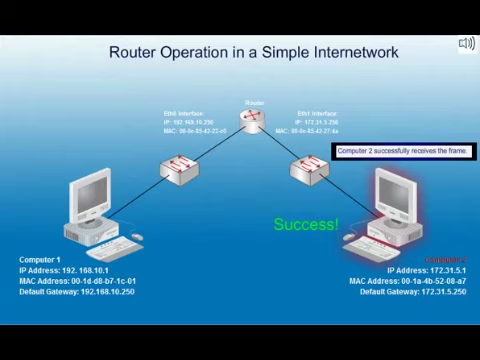 Router Operation in a Simple Internetwork
Router
Eth0 Interface:
IP: 192.168.10.250
Eth1 Interface:
IP: 172.31.5.250
Computer 2 successfully receives the frame.
Success!
Computer 1
IP Address: 192. 168.10.1
MAC Address: 00-1d-d8-b7-1c-01
Default Gateway: 192.168.10.250
Computer 2
IP Address: 172.31.5.1
MAC Address: 00-1a-4b-52-08-a7
Default Gateway: 172.31.5.250